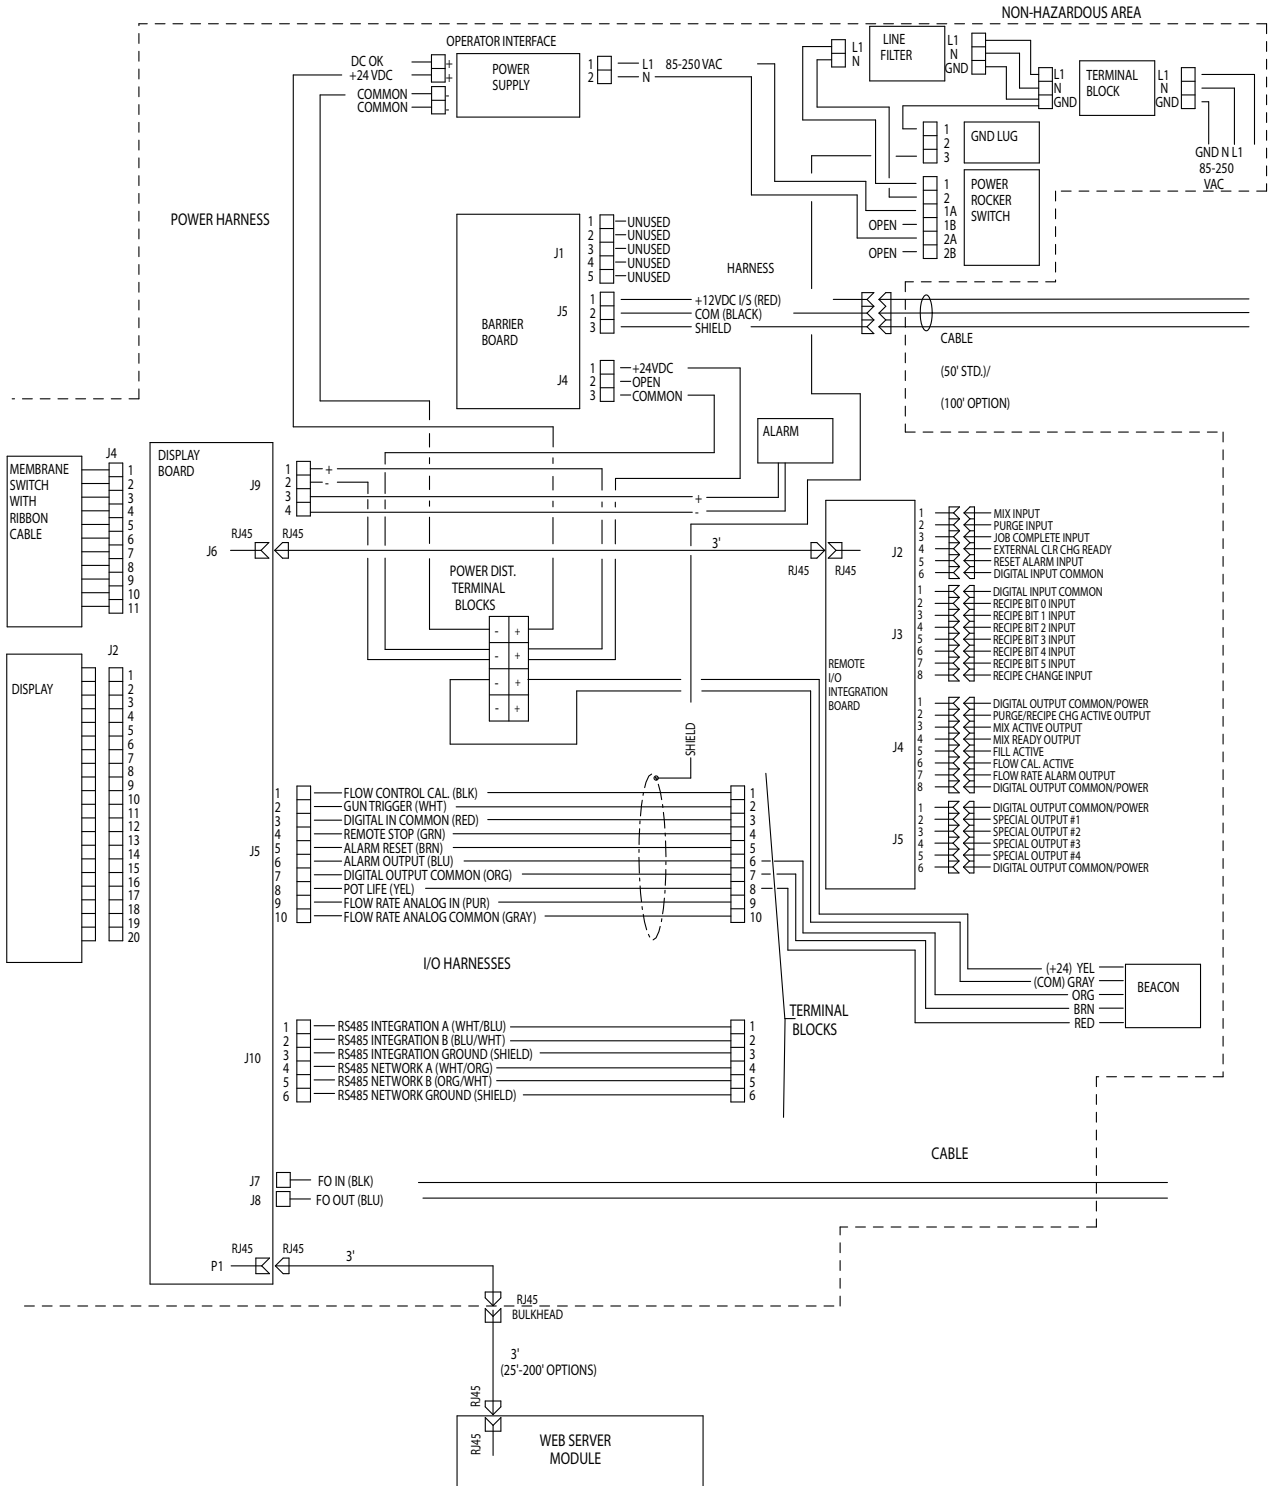 NON-HAZARDOUS AREA
OPERATOR INTERFACE
DC OK
+24 VDC
COMMON
COMMON
+
+
-
-
POWER
SUPPLY
1
2
L1 85-250 VAC
N
L1
N
LINE
FILTER
L1
N
GND
L1
N
GND
TERMINAL
BLOCK
L1
N
GND
GND N L1
85-250
VAC
1
2
3
GND LUG
1
2
1A
1B
2A
2B
OPEN
OPEN
POWER
ROCKER
SWITCH
POWER HARNESS
BARRIER
BOARD
J1
1
2
3
4
5
UNUSED
UNUSED
UNUSED
UNUSED
UNUSED
HARNESS
J5
1
2
3
+12VDC I/S (RED)
COM (BLACK)
SHIELD
CABLE
(50' STD.)/
(100' OPTION)
J4
1
2
3
+24VDC
OPEN
COMMON
ALARM
MEMBRANE
SWITCH
WITH
RIBBON
CABLE
J4
1
2
3
4
5
6
7
8
9
10
11
DISPLAY
BOARD
J9
1
2
3
4
+
-
+
-
J6
RJ45
RJ45
3'
RJ45
RJ45
POWER DIST.
TERMINAL
BLOCKS
- +
- +
- +
- +
SHIELD
REMOTE
I/O
INTEGRATION
BOARD
J2
1 MIX INPUT
2 PURGE INPUT
3 JOB COMPLETE INPUT
4 EXTERNAL CLR CHG READY
5 RESET ALARM INPUT
6 DIGITAL INPUT COMMON
J3
1 DIGITAL INPUT COMMON
2 RECIPE BIT 0 INPUT
3 RECIPE BIT 1 INPUT
4 RECIPE BIT 2 INPUT
5 RECIPE BIT 3 INPUT
6 RECIPE BIT 4 INPUT
7 RECIPE BIT 5 INPUT
8 RECIPE CHANGE INPUT
J4
1 DIGITAL OUTPUT COMMON/POWER
2 PURGE/RECIPE CHG ACTIVE OUTPUT
3 MIX ACTIVE OUTPUT
4 MIX READY OUTPUT
5 FILL ACTIVE
6 FLOW CAL. ACTIVE
7 FLOW RATE ALARM OUTPUT
8 DIGITAL OUTPUT COMMON/POWER
J5
1 DIGITAL OUTPUT COMMON/POWER
2 SPECIAL OUTPUT #1
3 SPECIAL OUTPUT #2
4 SPECIAL OUTPUT #3
5 SPECIAL OUTPUT #4
6 DIGITAL OUTPUT COMMON/POWER
DISPLAY
J2
1
2
3
4
5
6
7
8
9
10
11
12
13
14
15
16
17
18
19
20
J5
1 FLOW CONTROL CAL. (BLK) 1
2 GUN TRIGGER (WHT) 2
3 DIGITAL IN COMMON (RED) 3
4 REMOTE STOP (GRN) 4
5 ALARM RESET (BRN) 5
6 ALARM OUTPUT (BLU) 6
7 DIGITAL OUTPUT COMMON (ORG) 7
8 POT LIFE (YEL) 8
9 FLOW RATE ANALOG IN (PUR) 9
10 FLOW RATE ANALOG COMMON (GRAY) 10
I/O HARNESSES
(+24) YEL
(COM) GRAY
ORG
BRN
RED
BEACON
TERMINAL
BLOCKS
J10
1 RS485 INTEGRATION A (WHT/BLU) 1
2 RS485 INTEGRATION B (BLU/WHT) 2
3 RS485 INTEGRATION GROUND (SHIELD) 3
4 RS485 NETWORK A (WHT/ORG) 4
5 RS485 NETWORK B (ORG/WHT) 5
6 RS485 NETWORK GROUND (SHIELD) 6
CABLE
J7 FO IN (BLK)
J8 FO OUT (BLU)
P1
RJ45
RJ45
3'
RJ45
BULKHEAD
3'
(25'-200' OPTIONS)
RJ45
RJ45
WEB SERVER
MODULE